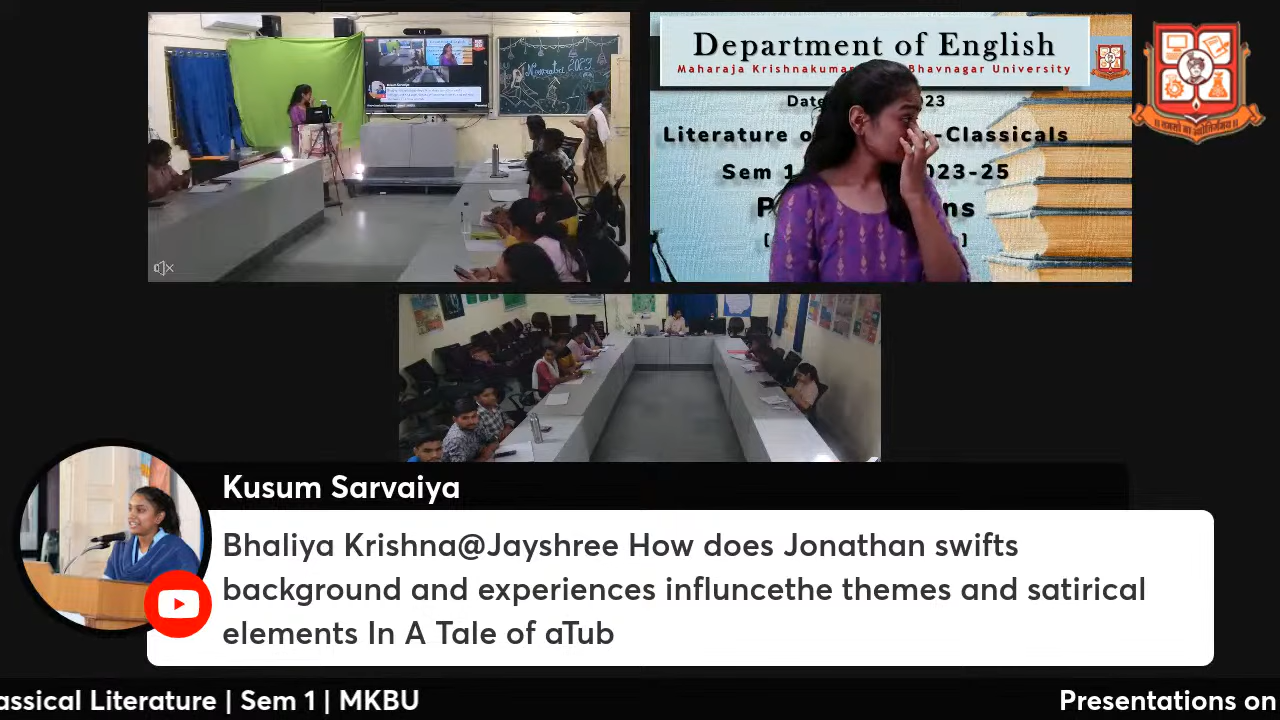 Department of English
Maharaja Krishnakumar Bhavnagar University
Date 23
Literature o -Classicals
Sem 1 023-25
P ns
[ ]
Kusum Sarvaiya
Bhaliya Krishna@Jayshree How does Jonathan swifts
background and experiences influncethe themes and satirical
elements In A Tale of aTub
assical Literature | Sem 1 | MKBU
Presentations on